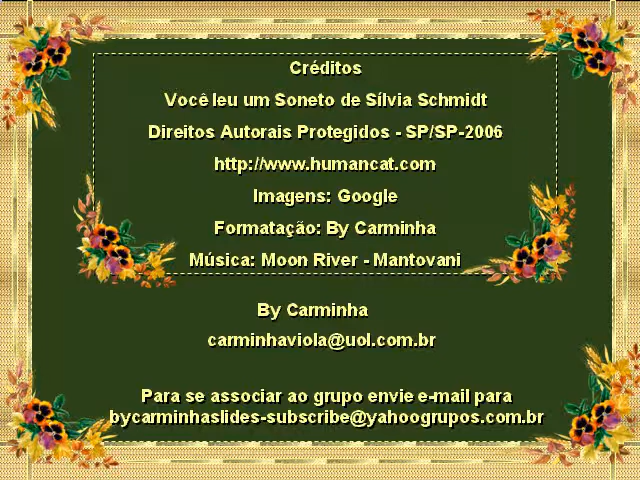 Créditos
Você leu um Soneto de Sílvia Schmidt
Direitos Autorais Protegidos - SP/SP-2006
http://www.humancat.com
Imagens: Google
Formatação: By Carminha
Música: Moon River - Mantovani
By Carminha
carminhaviola@uol.com.br
Para se associar ao grupo envie e-mail para
bycarminhaslides-subscribe@yahoogrupos.com.br